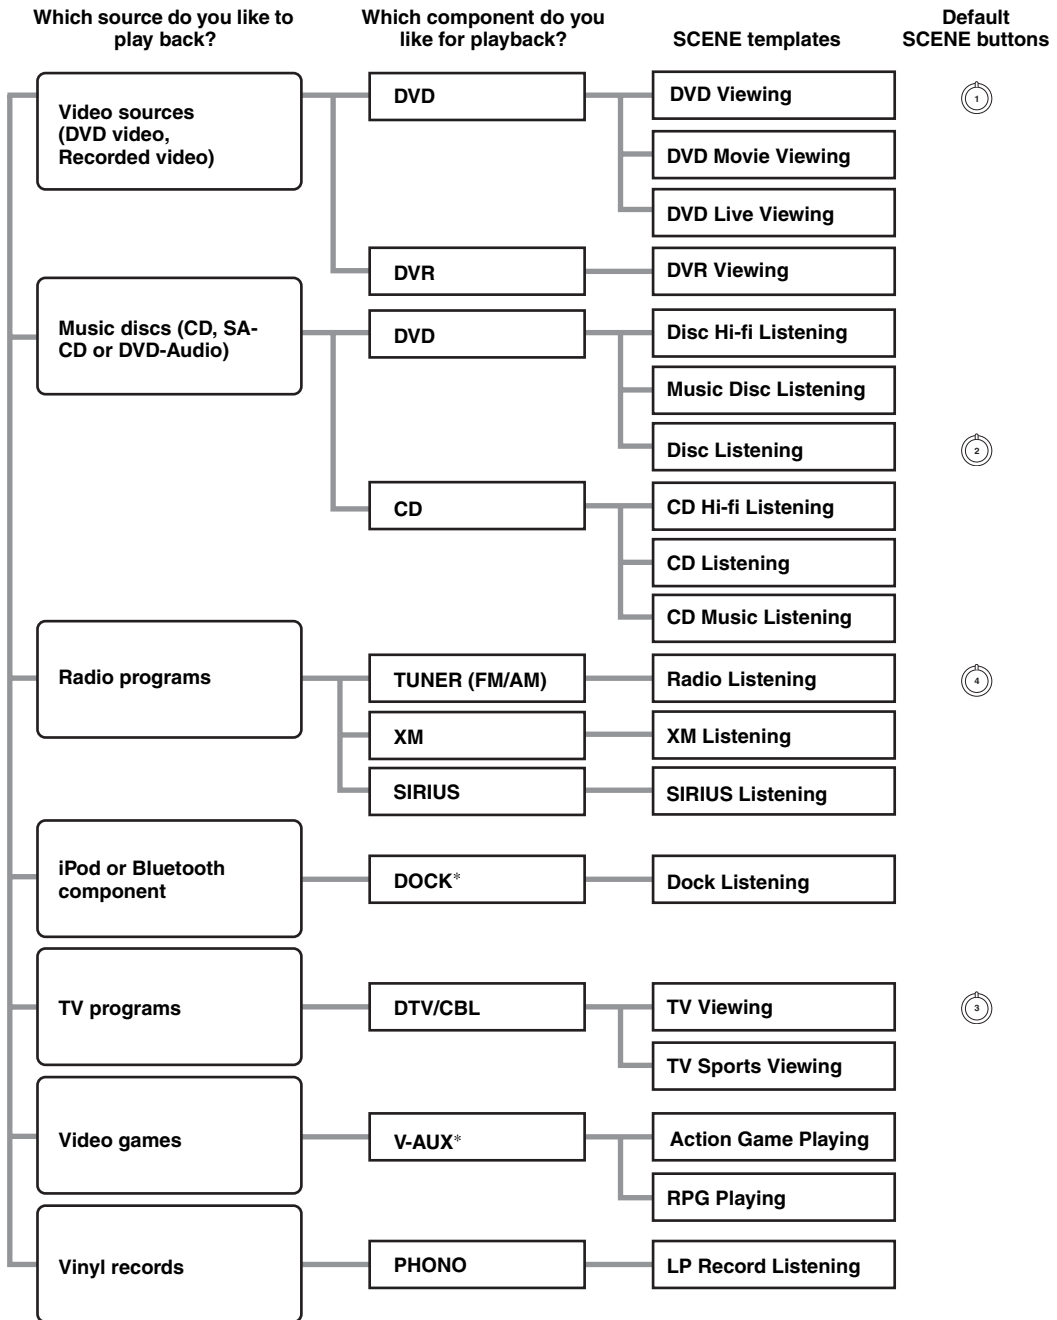 Which source do you like to
play back?
Which component do you
like for playback?
SCENE templates
Default
SCENE buttons
Video sources
(DVD video,
Recorded video)
DVD
DVD Viewing
1
DVD Movie Viewing
DVD Live Viewing
DVR
DVR Viewing
Music discs (CD, SA-
CD or DVD-Audio)
DVD
Disc Hi-fi Listening
Music Disc Listening
Disc Listening
2
CD
CD Hi-fi Listening
CD Listening
CD Music Listening
Radio programs
TUNER (FM/AM)
Radio Listening
4
XM
XM Listening
SIRIUS
SIRIUS Listening
iPod or Bluetooth
component
DOCK*
Dock Listening
TV programs
DTV/CBL
TV Viewing
3
TV Sports Viewing
Video games
V-AUX*
Action Game Playing
RPG Playing
Vinyl records
PHONO
LP Record Listening